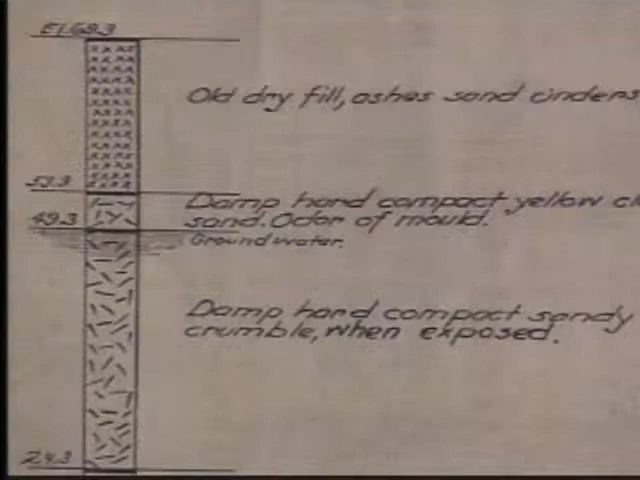 El.69.3
Old dry fill, ashes sand cinders
53.3
Damp hard compact yellow
49.3
sand. Odor of mould.
Ground water.
Damp hard compact sandy
crumble, when exposed.
24.3